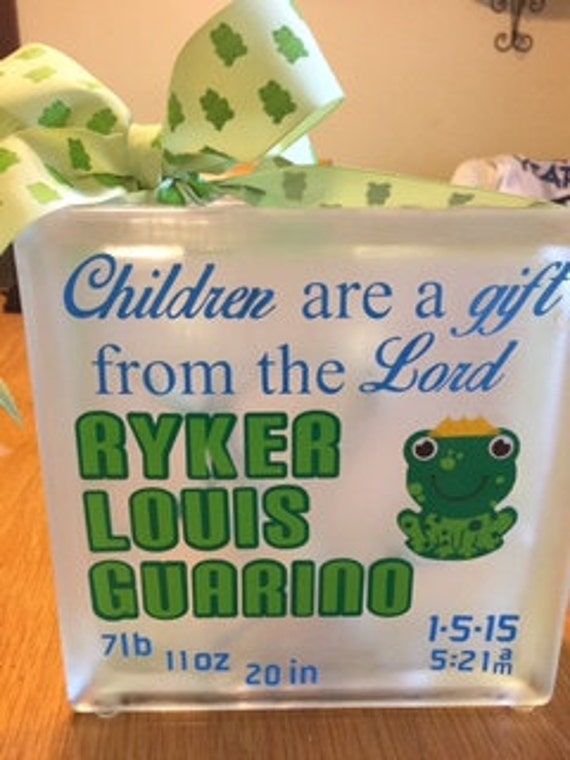 Children are a gift
from the Lord
RYKER
LOUIS
GUARINO
7lb 11oz 20 in
1-5-15
5:21am